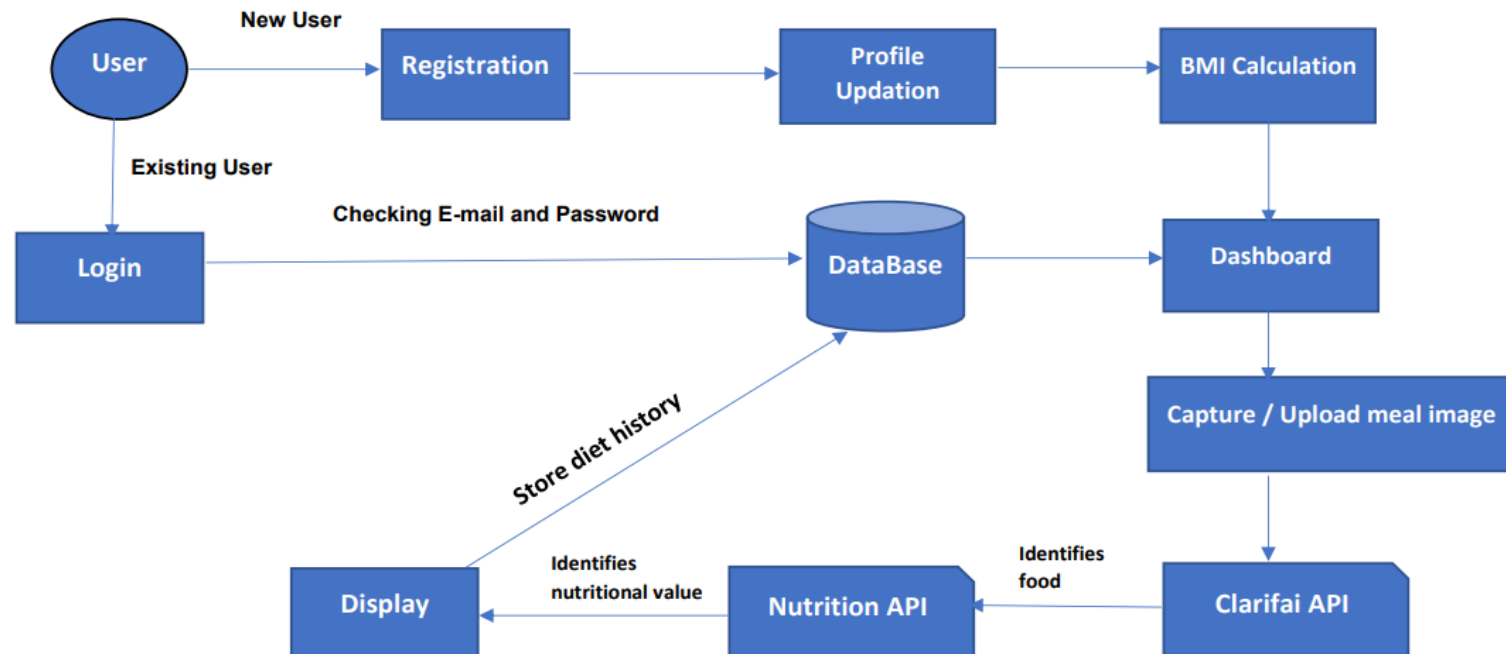 New User
User
Registration
Profile
Updation
BMI Calculation
Existing User
Checking E-mail and Password
Login
DataBase
Dashboard
Capture / Upload meal image
Store diet history
Identifies
food
Identifies
nutritional value
Display
Nutrition API
Clarifai API